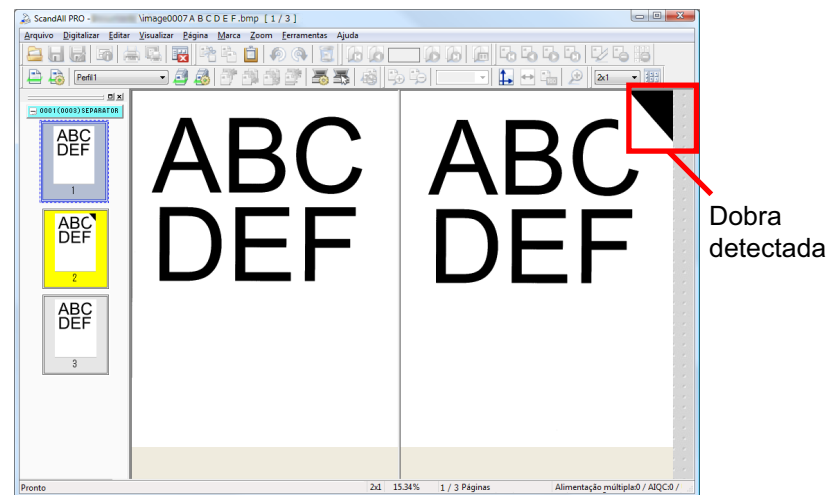 ScandAll PRO - \image0007 A B C D E F .bmp [ 1 / 3 ]
Arquivo Digitalizar Editar Visualizar Página Marca Zoom Ferramentas Ajuda
Perfil1
2x1
0001(0003)SEPARATOR
ABC
DEF
1
ABC
DEF
2
ABC
DEF
3
ABC
DEF
ABC
DEF
Dobra
detectada
Pronto
2x1 15.34% 1 / 3 Páginas Alimentação múltipla:0 / AIQC:0 /